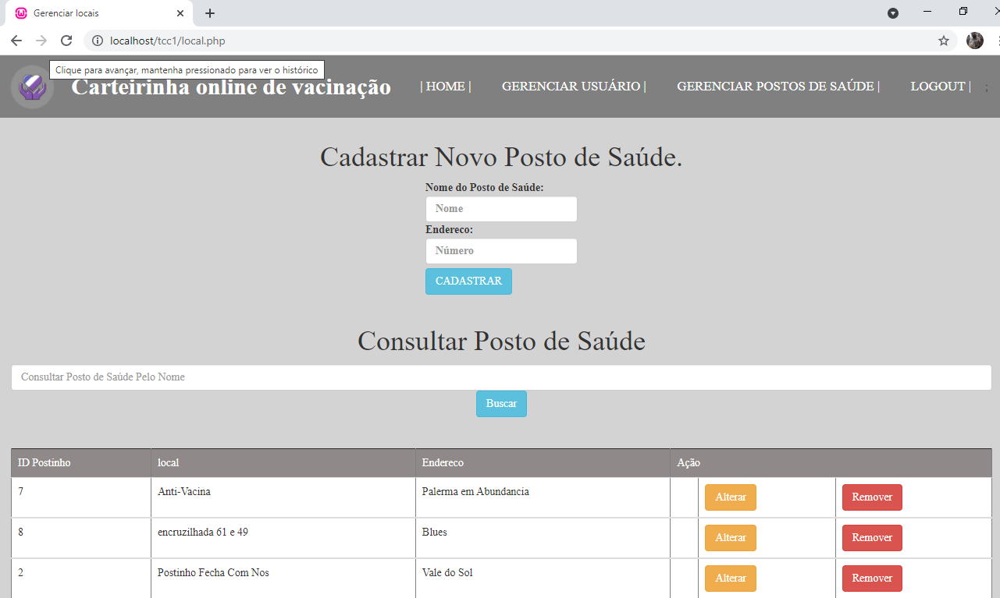 Gerenciar locais
localhost/tcc1/local.php
Clique para avançar, mantenha pressionado para ver o histórico
Carteirinha online de vacinação | HOME | GERENCIAR USUÁRIO | GERENCIAR POSTOS DE SAÚDE | LOGOUT | ;
Cadastrar Novo Posto de Saúde.
Nome do Posto de Saúde:
Nome
Endereco:
Número
CADASTRAR
Consultar Posto de Saúde
Consultar Posto de Saúde Pelo Nome
Buscar
ID Postinho local Endereco Ação
7 Anti-Vacina Palerma em Abundancia Alterar Remover
8 encruzilhada 61 e 49 Blues Alterar Remover
2 Postinho Fecha Com Nos Vale do Sol Alterar Remover